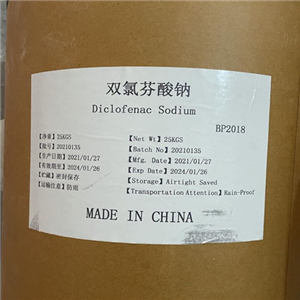 双氯芬酸钠
Diclofenac Sodium
BP2018
【净重】25KGS 【Net Wt】25KGS
【批号】20210135 【Batch No】20210135
【生产日期】2021/01/27 【Mfg. Date】2021/01/27
【有效期至】2024/01/26 【Exp Date】2024/01/26
【贮藏】密封保存 【Storage】Airtight Saved
【运输注意】防雨 【Transportation Attention】Rain-Proof
MADE IN CHINA